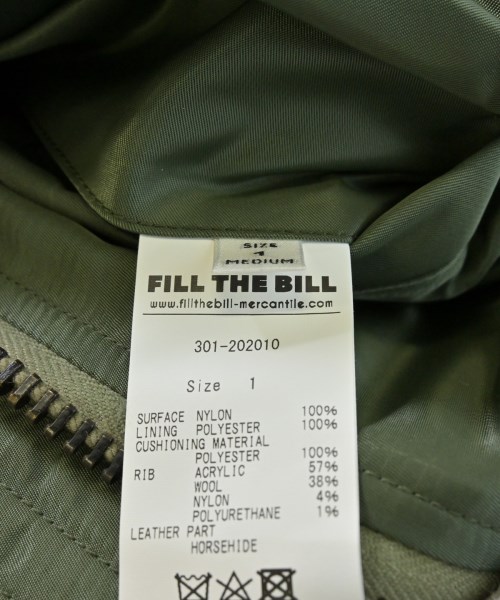 SIZE
1
MEDIUM
FILL THE BILL
www.fillthebill-mercantile.com
301-202010
Size 1
SURFACE NYLON 100%
LINING POLYESTER 100%
CUSHIONING MATERIAL
POLYESTER 100%
RIB ACRYLIC 57%
WOOL 38%
NYLON 4%
POLYURETHANE 1%
LEATHER PART
HORSEHIDE